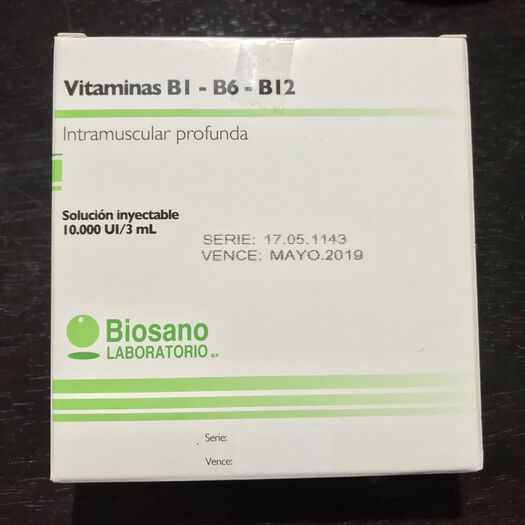 Vitaminas B1 - B6 - B12
Intramuscular profunda
Solución inyectable
10.000 UI/3 mL
SERIE: 17.05.1143
VENCE: MAYO.2019
Biosano
LABORATORIO
Serie:
Vence: